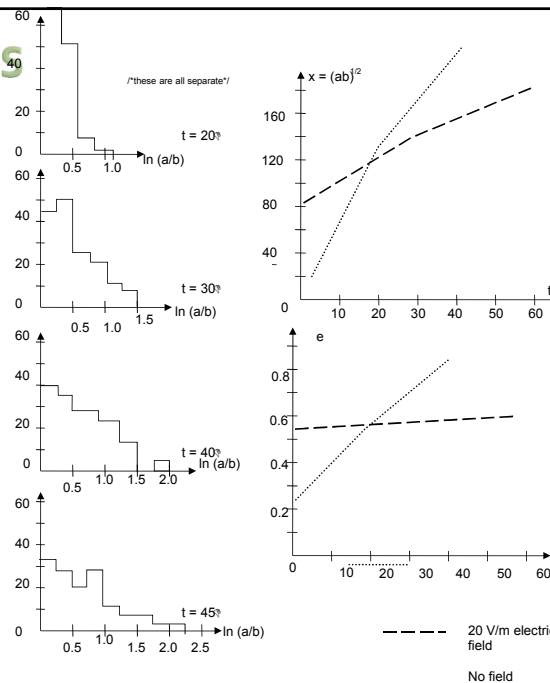 60
40
20
0
S
/*these are all separate*/
t = 20
0.5 1.0
ln (a/b)
60
40
20
0
t = 30
0.5 1.0 1.5
ln (a/b)
60
40
20
0
t = 40
0.5 1.0 1.5 2.0
ln (a/b)
60
40
20
0
t = 45
0.5 1.0 1.5 2.0 2.5
ln (a/b)
x = (ab)1/2
160
120
80
40
0
10 20 30 40 50 60
t
e
0.8
0.6
0.4
0.2
0 10 20 30 40 50 60
20 V/m electri
field
No field